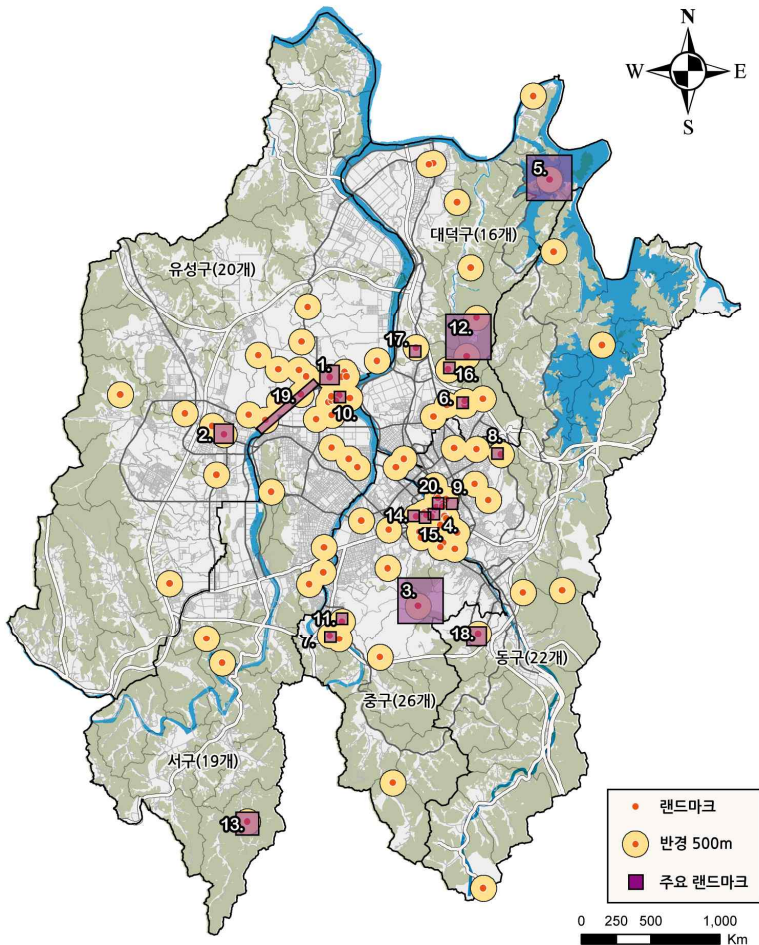 N
W E
S
5.
대덕구(16개)
유성구(20개)
12.
17.
1.
16.
19.
10.
6.
2.
8.
20.
9.
14.
4.
15.
3.
11.
7.
18.
동구(22개)
중구(26개)
서구(19개)
13.
랜드마크
반경 500m
주요 랜드마크
0 250 500 1,000
Km